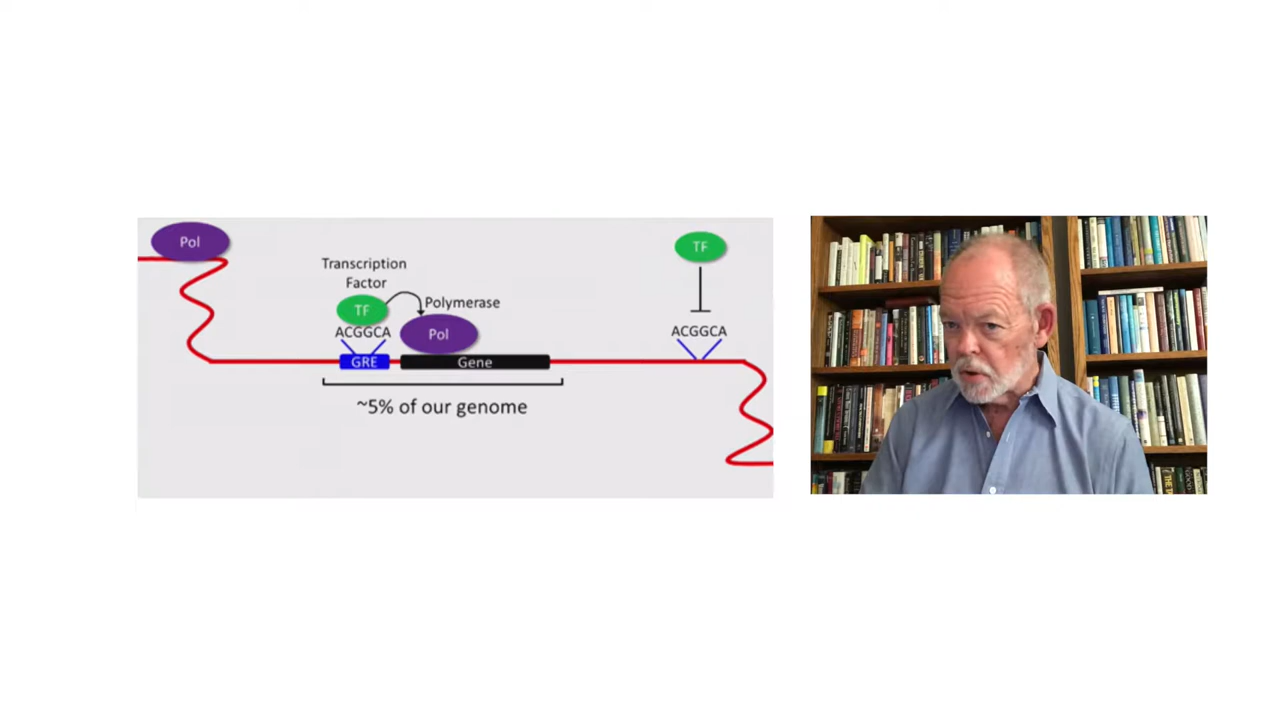 Pol
Transcription
Factor
TF
ACGGCA
GRE
Polymerase
Pol
Gene
~5% of our genome
TF
ACGGCA